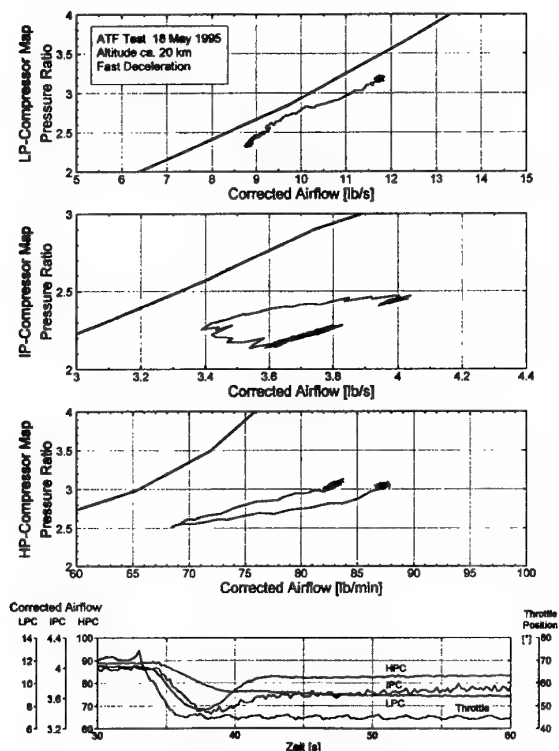 ATF Test 18 May 1995
Altitude ca. 20 km
Fast Deceleration
LP-Compressor Map
Pressure Ratio
4
3.5
3
2.5
2
5 6 7 8 9 10 11 12 13 14 15
Corrected Airflow [lb/s]
IP-Compressor Map
Pressure Ratio
3
2.5
2
3 3.2 3.4 3.6 3.8 4 4.2 4.4
Corrected Airflow [lb/s]
HP-Compressor Map
Pressure Ratio
4
3.5
3
2.5
2
60 65 70 75 80 85 90 95 100
Corrected Airflow [lb/min]
Corrected Airflow
LPC IPC HPC
Throttle
Position
[°]
14 4.4 100 80
12 90 70
10 4 80 60
8 3.6 70 50
6 3.2 60 40
HPC
IPC
LPC
Throttle
30 40 50 60
Zeit [s]